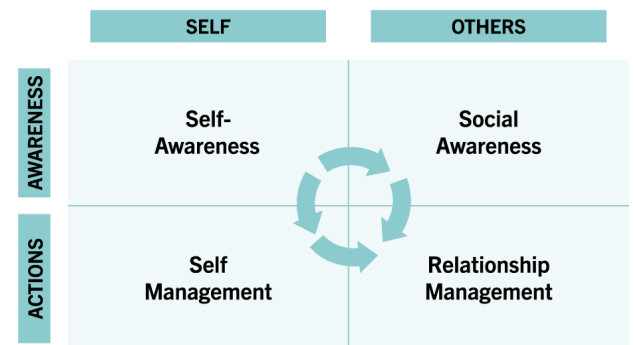 SELF
OTHERS
AWARENESS
Self-
Awareness
Social
Awareness
ACTIONS
Self
Management
Relationship
Management